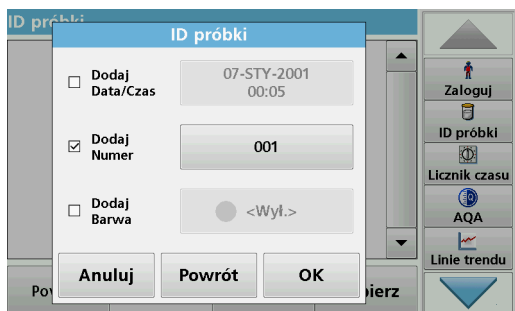 ID próbki
ID próbki
Dodaj
Data/Czas
07-STY-2001
00:05
Dodaj
Numer
001
Dodaj
Barwa
<Wył.>
Anuluj
Powrót
OK
Zaloguj
ID próbki
Licznik czasu
AQA
Linie trendu